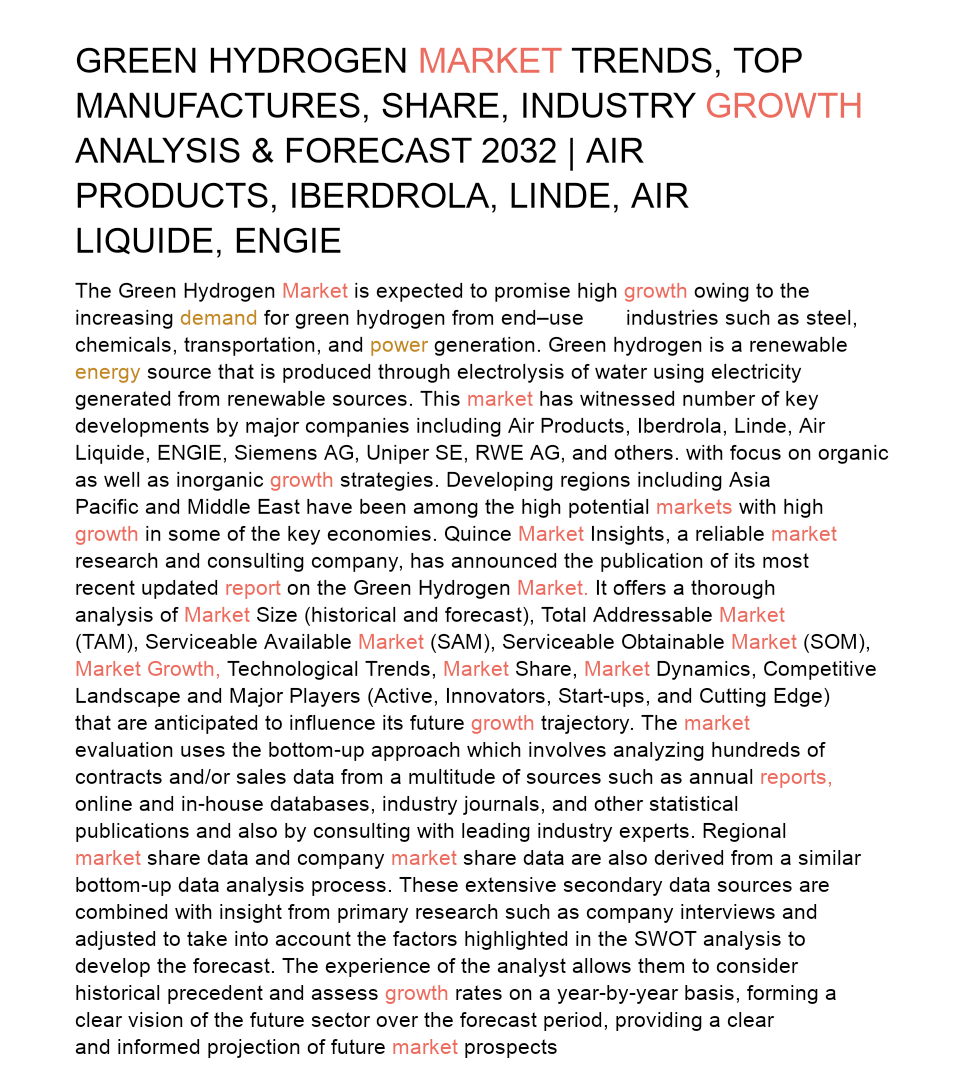 GREEN HYDROGEN MARKET TRENDS, TOP
MANUFACTURES, SHARE, INDUSTRY GROWTH
ANALYSIS & FORECAST 2032 | AIR
PRODUCTS, IBERDROLA, LINDE, AIR
LIQUIDE, ENGIE
The Green Hydrogen Market is expected to promise high growth owing to the
increasing demand for green hydrogen from end–use industries such as steel,
chemicals, transportation, and power generation. Green hydrogen is a renewable
energy source that is produced through electrolysis of water using electricity
generated from renewable sources. This market has witnessed number of key
developments by major companies including Air Products, Iberdrola, Linde, Air
Liquide, ENGIE, Siemens AG, Uniper SE, RWE AG, and others. with focus on organic
as well as inorganic growth strategies. Developing regions including Asia
Pacific and Middle East have been among the high potential markets with high
growth in some of the key economies. Quince Market Insights, a reliable market
research and consulting company, has announced the publication of its most
recent updated report on the Green Hydrogen Market. It offers a thorough
analysis of Market Size (historical and forecast), Total Addressable Market
(TAM), Serviceable Available Market (SAM), Serviceable Obtainable Market (SOM),
Market Growth, Technological Trends, Market Share, Market Dynamics, Competitive
Landscape and Major Players (Active, Innovators, Start-ups, and Cutting Edge)
that are anticipated to influence its future growth trajectory. The market
evaluation uses the bottom-up approach which involves analyzing hundreds of
contracts and/or sales data from a multitude of sources such as annual reports,
online and in-house databases, industry journals, and other statistical
publications and also by consulting with leading industry experts. Regional
market share data and company market share data are also derived from a similar
bottom-up data analysis process. These extensive secondary data sources are
combined with insight from primary research such as company interviews and
adjusted to take into account the factors highlighted in the SWOT analysis to
develop the forecast. The experience of the analyst allows them to consider
historical precedent and assess growth rates on a year-by-year basis, forming a
clear vision of the future sector over the forecast period, providing a clear
and informed projection of future market prospects